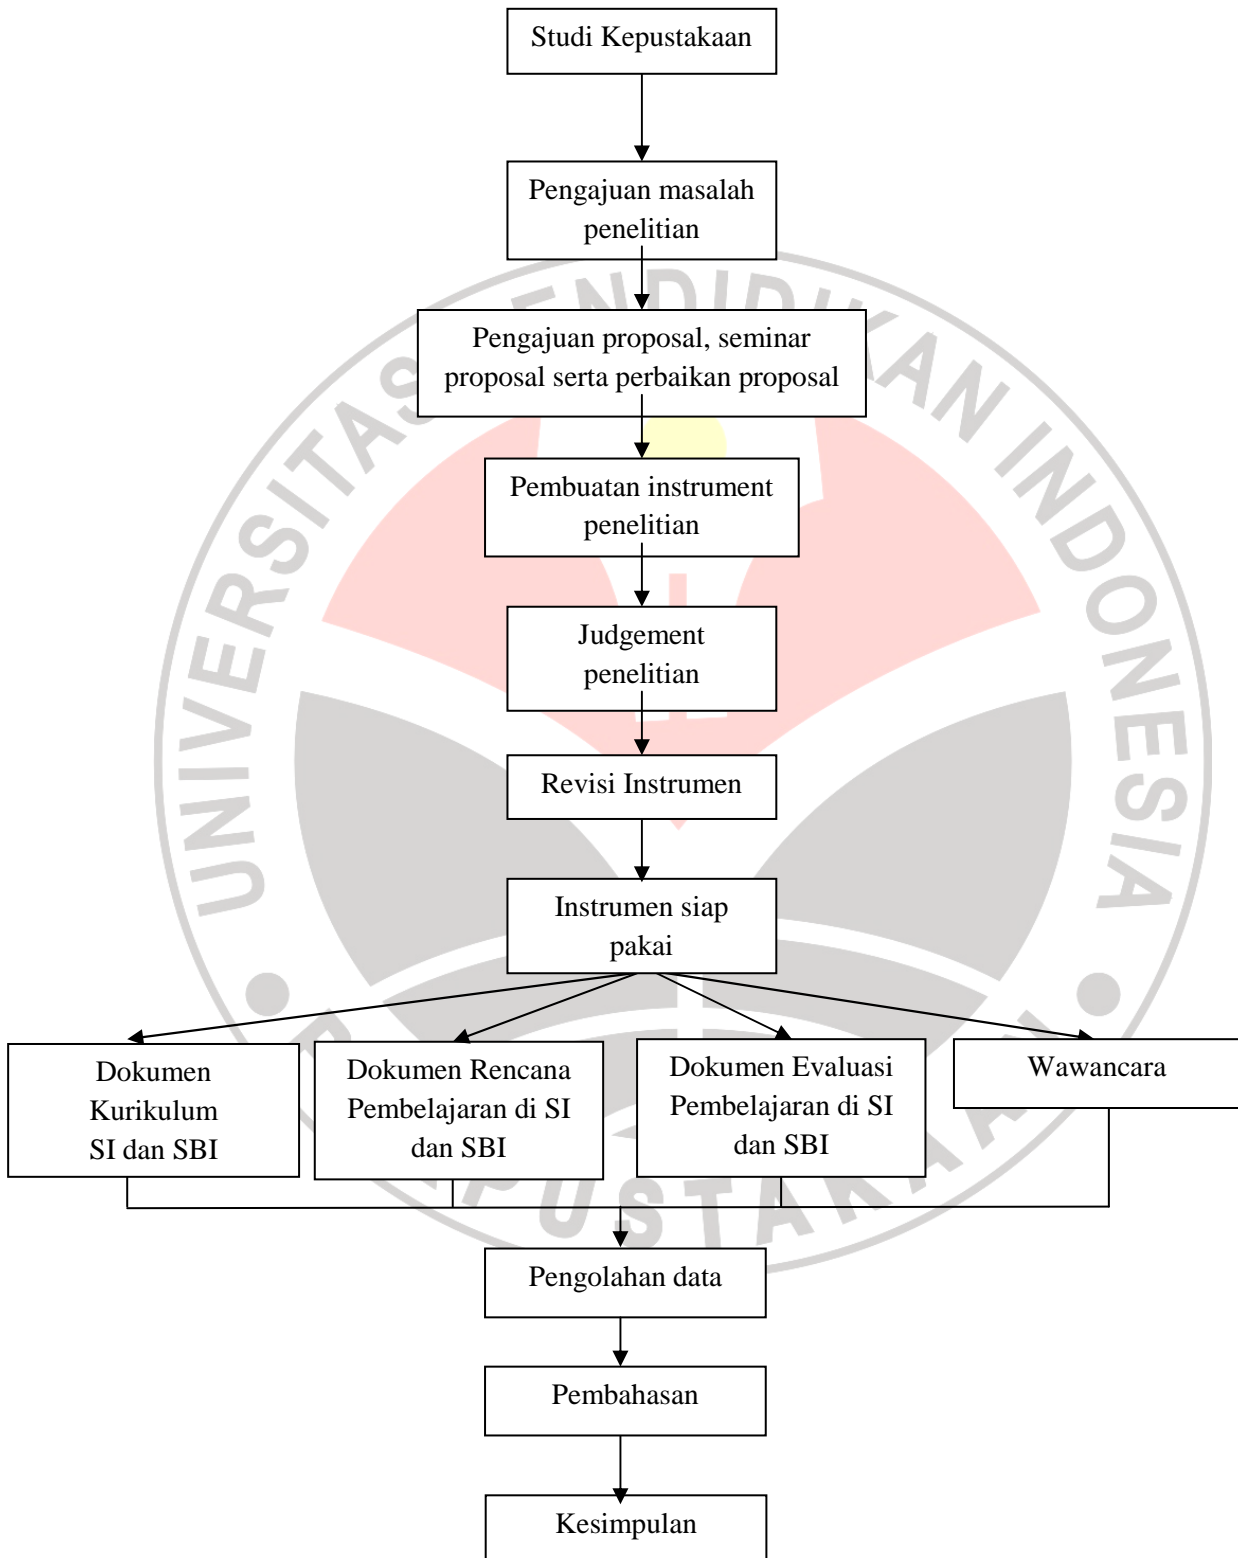 Studi Kepustakaan
Pengajuan masalah
penelitian
Pengajuan proposal, seminar
proposal serta perbaikan proposal
Pembuatan instrument
penelitian
Judgement
penelitian
Revisi Instrumen
Instrumen siap
pakai
Dokumen
Kurikulum
SI dan SBI
Dokumen Rencana
Pembelajaran di SI
dan SBI
Dokumen Evaluasi
Pembelajaran di SI
dan SBI
Wawancara
Pengolahan data
Pembahasan
Kesimpulan
UNIVERSITAS PENDIDIKAN INDONESIA
PERPUSTAKAAN